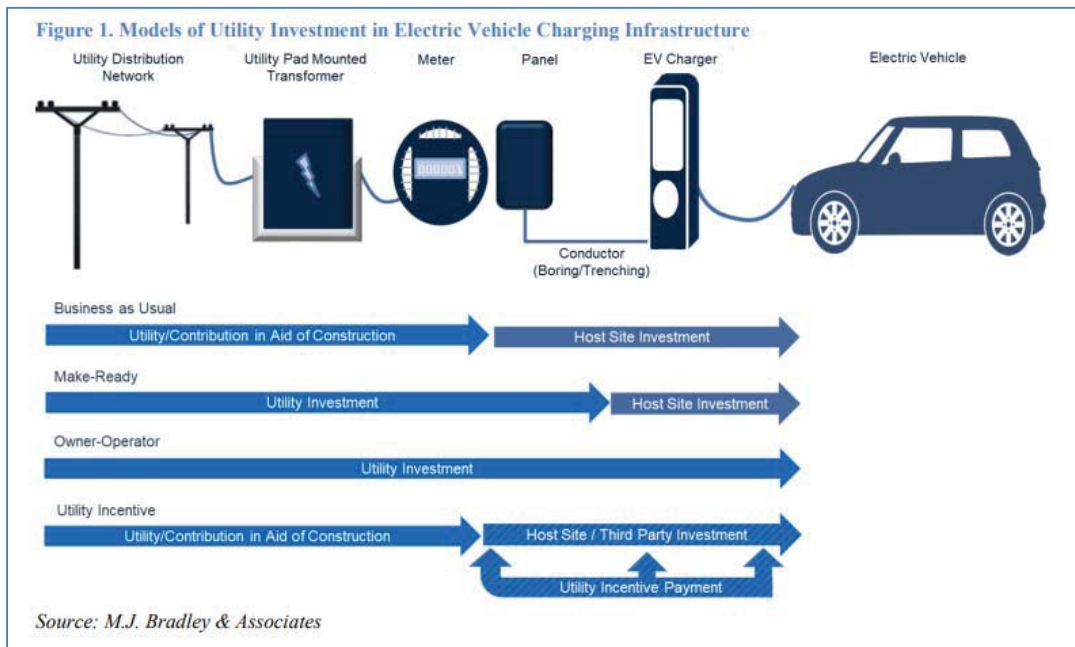 Figure 1. Models of Utility Investment in Electric Vehicle Charging Infrastructure
Utility Distribution
Network
Utility Pad Mounted
Transformer
Meter
Panel
EV Charger
Electric Vehicle
Conductor
(Boring/Trenching)
Business as Usual
Utility/Contribution in Aid of Construction
Host Site Investment
Make-Ready
Utility Investment
Host Site Investment
Owner-Operator
Utility Investment
Utility Incentive
Utility/Contribution in Aid of Construction
Host Site / Third Party Investment
Utility Incentive Payment
Source: M.J. Bradley & Associates